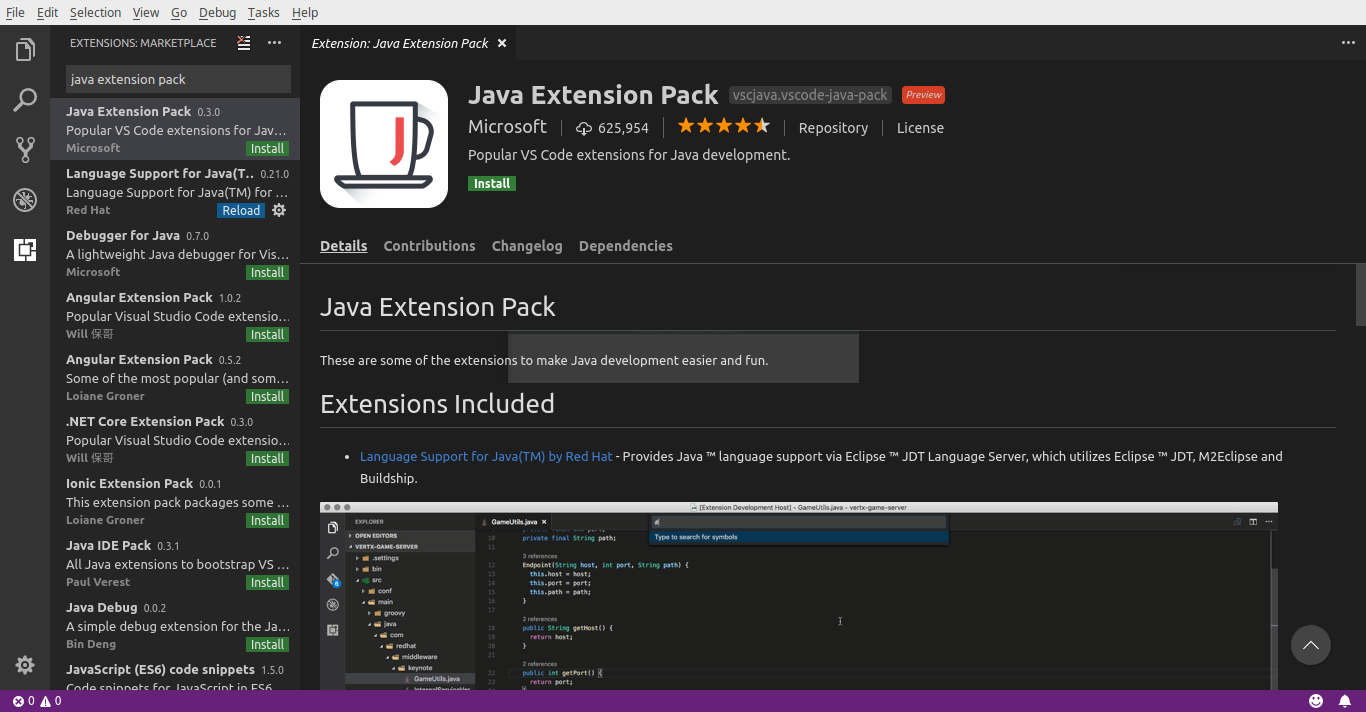 File Edit Selection View Go Debug Tasks Help
EXTENSIONS: MARKETPLACE
java extension pack
Java Extension Pack 0.3.0
Popular VS Code extensions for Jav...
Microsoft Install
Language Support for Java(T... 0.21.0
Language Support for Java(TM) for ...
Red Hat Reload
Debugger for Java 0.7.0
A lightweight Java debugger for Vis...
Microsoft Install
Angular Extension Pack 1.0.2
Popular Visual Studio Code extensio...
Will 保哥 Install
Angular Extension Pack 0.5.2
Some of the most popular (and som...
Loiane Groner Install
.NET Core Extension Pack 0.3.0
Popular Visual Studio Code extensio...
Will 保哥 Install
Ionic Extension Pack 0.0.1
This extension pack packages some ...
Loiane Groner Install
Java IDE Pack 0.3.1
All Java extensions to bootstrap VS ...
Paul Verest Install
Java Debug 0.0.2
A simple debug extension for the Ja...
Bin Deng Install
JavaScript (ES6) code snippets 1.5.0
Code snippets for JavaScript in ES6
Extension: Java Extension Pack
J
Java Extension Pack vscjava.vscode-java-pack Preview
Microsoft 625,954 Repository License
Popular VS Code extensions for Java development.
Install
Details Contributions Changelog Dependencies
Java Extension Pack
These are some of the extensions to make Java development easier and fun.
Extensions Included
• Language Support for Java(TM) by Red Hat - Provides Java ™ language support via Eclipse ™ JDT Language Server, which utilizes Eclipse ™ JDT, M2Eclipse and
Buildship.
[Extension Development Host] - GameUtils.java - vertx-game-server
EXPLORER
OPEN EDITORS
VERTX-GAME-SERVER
.settings
bin
src
conf
main
groovy
java
com
redhat
middleware
keynote
GameUtils.java
GameUtils.java
#
Type to search for symbols
10 private final String path;
11
3 references
12 Endpoint(String host, int port, String path) {
13 this.host = host;
14 this.port = port;
15 this.path = path;
16 }
17
2 references
18 public String getHost() {
19 return host;
20 }
21
2 references
22 public int getPort() {
23 return port;
0 0